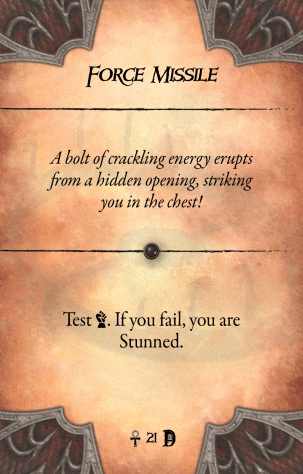 Force Missile
A bolt of crackling energy erupts
from a hidden opening, striking
you in the chest!
Test . If you fail, you are
Stunned.
21 D